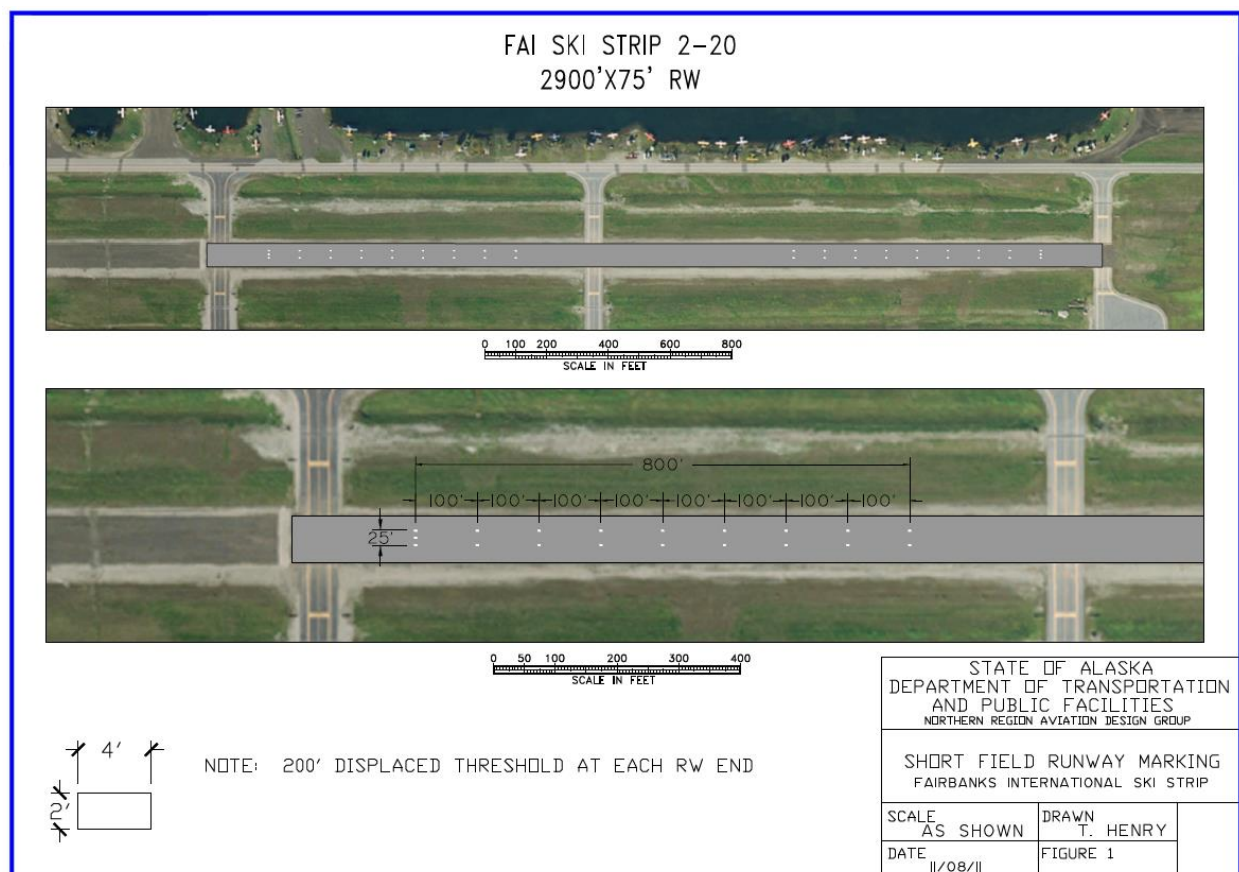 FAI SKI STRIP 2-20
2900'X75' RW
0 100 200 400 600 800
SCALE IN FEET
800'
100' 100' 100' 100' 100' 100' 100' 100'
25'
0 50 100 200 300 400
SCALE IN FEET
4'
2'
NOTE: 200' DISPLACED THRESHOLD AT EACH RW END
STATE OF ALASKA
DEPARTMENT OF TRANSPORTATION
AND PUBLIC FACILITIES
NORTHERN REGION AVIATION DESIGN GROUP
SHORT FIELD RUNWAY MARKING
FAIRBANKS INTERNATIONAL SKI STRIP
SCALE
AS SHOWN
DRAWN
T. HENRY
DATE
11/08/11
FIGURE 1